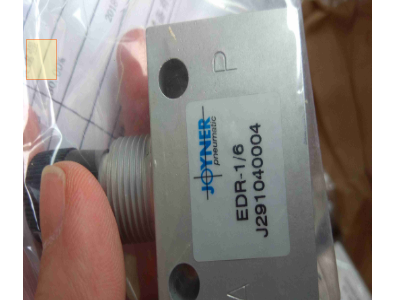 P
JOYNER
pneumatic
EDR-1/6
J291040004